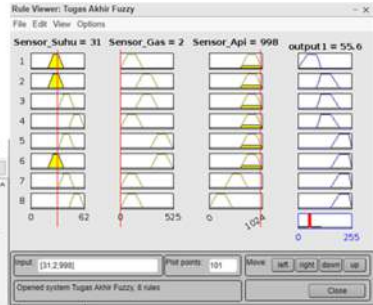 Rule Viewer: Tugas Akhir Fuzzy
File Edit View Options
Sensor_Suhu = 31 Sensor_Gas = 2 Sensor_Api = 998 output1 = 55.6
1
2
3
4
5
6
7
8
0 62 525 0 1024
0 255
Input: [31;2;998] Plot points: 101 Move: left right down up
Opened system Tugas Akhir Fuzzy, 8 rules Close